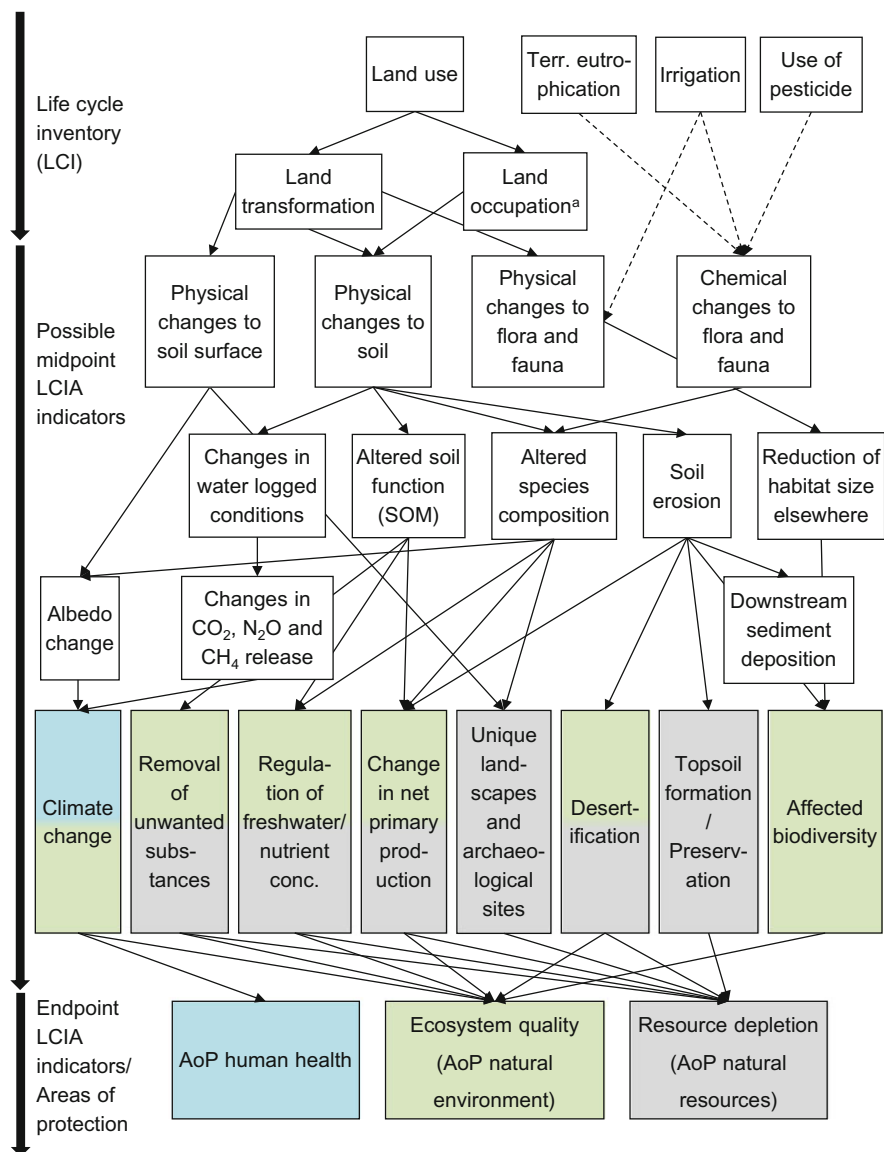 Life cycle
inventory
(LCI)
Land use
Terr. eutro-
phication
Irrigation
Use of
pesticide
Land
transformation
Land
occupationᵃ
Possible
midpoint
LCIA
indicators
Physical
changes to
soil surface
Physical
changes to
soil
Physical
changes to
flora and
fauna
Chemical
changes to
flora and
fauna
Changes in
water logged
conditions
Altered soil
function
(SOM)
Altered
species
composition
Soil
erosion
Reduction of
habitat size
elsewhere
Albedo
change
Changes in
CO₂, N₂O and
CH₄ release
Downstream
sediment
deposition
Climate
change
Removal
of
unwanted
subs-
tances
Regula-
tion of
freshwater/
nutrient
conc.
Change
in net
primary
prod-
uction
Unique
land-
scapes
and
archaeo-
logical
sites
Desert-
ification
Topsoil
formation
/
Preserv-
ation
Affected
biodiversity
Endpoint
LCIA
indicators/
Areas of
protection
AoP human health
Ecosystem quality
(AoP natural
environment)
Resource depletion
(AoP natural
resources)